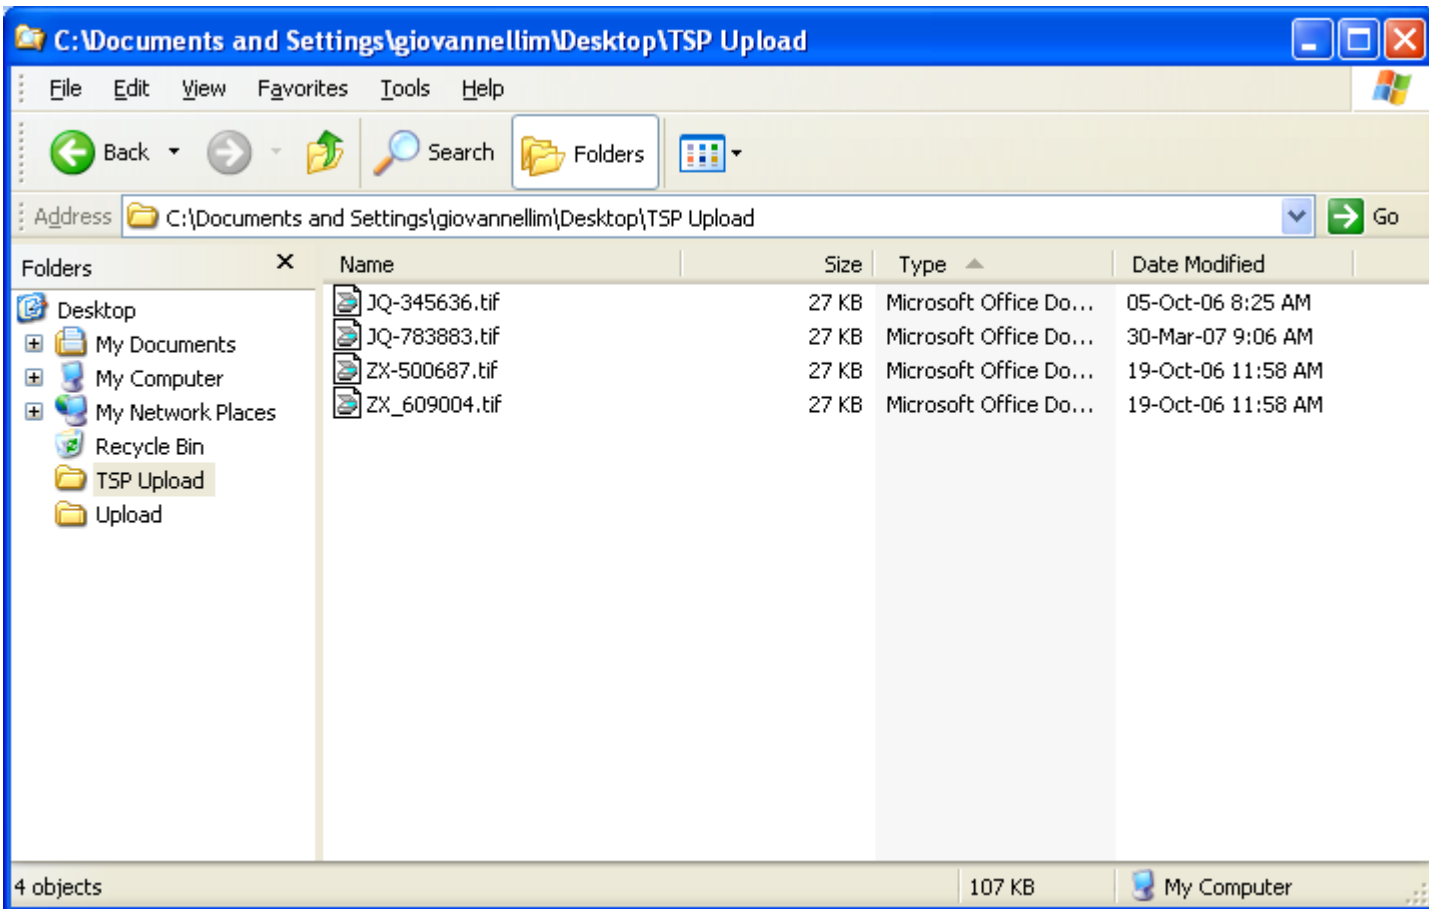 C:\Documents and Settings\giovannellim\Desktop\TSP Upload
File Edit View Favorites Tools Help
Back Search Folders
Address C:\Documents and Settings\giovannellim\Desktop\TSP Upload Go
Folders Name Size Type Date Modified
Desktop
My Documents
My Computer
My Network Places
Recycle Bin
TSP Upload
Upload
JQ-345636.tif 27 KB Microsoft Office Do... 05-Oct-06 8:25 AM
JQ-783883.tif 27 KB Microsoft Office Do... 30-Mar-07 9:06 AM
ZX-500687.tif 27 KB Microsoft Office Do... 19-Oct-06 11:58 AM
ZX_609004.tif 27 KB Microsoft Office Do... 19-Oct-06 11:58 AM
4 objects 107 KB My Computer